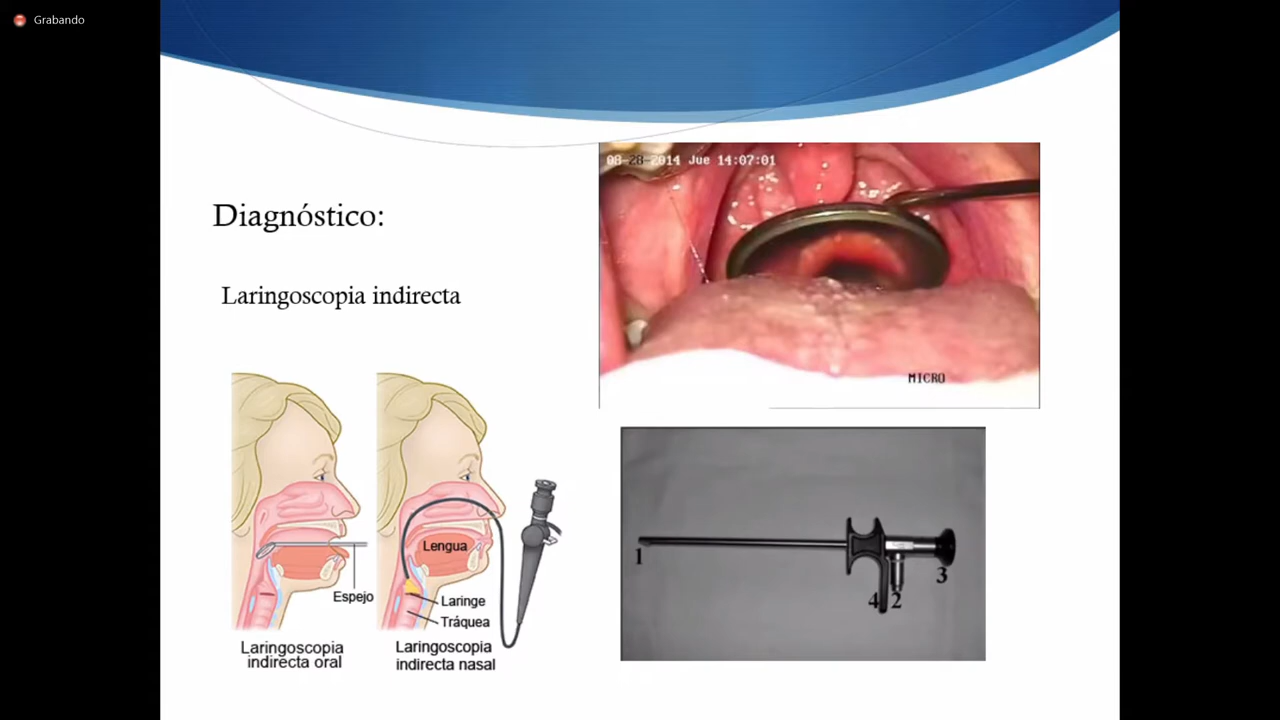 Grabando
Diagnóstico:
Laringoscopia indirecta
08-28-2014 Jue 14:07:01
MICRO
Lengua
Espejo
Laringe
Tráquea
Laringoscopia
indirecta oral
Laringoscopia
indirecta nasal
1
3
4 2